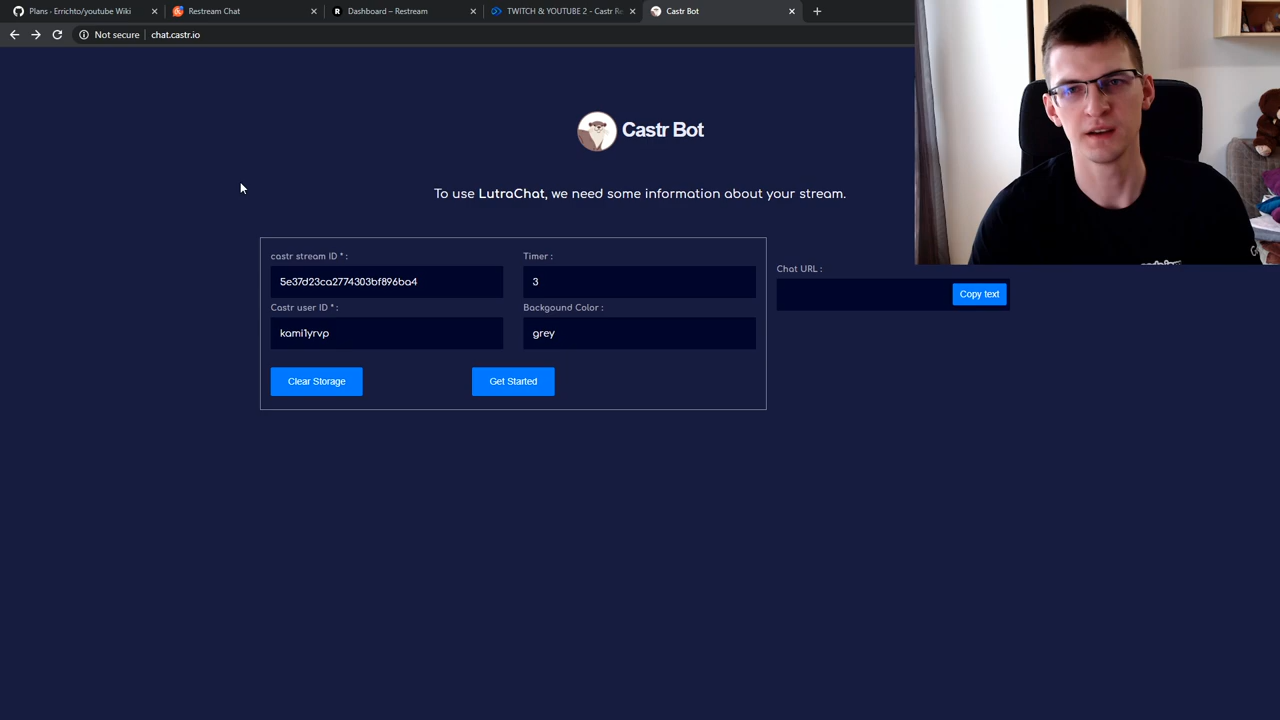 Plans · Errichto/youtube Wiki
Restream Chat
Dashboard – Restream
TWITCH & YOUTUBE 2 - Castr Re
Castr Bot
Not secure
chat.castr.io
Castr Bot
To use LutraChat, we need some information about your stream.
castr stream ID * :
Timer :
5e37d23ca2774303bf896ba4
3
Castr user ID * :
Backgound Color :
kami1yrvp
grey
Clear Storage
Get Started
Chat URL :
Copy text